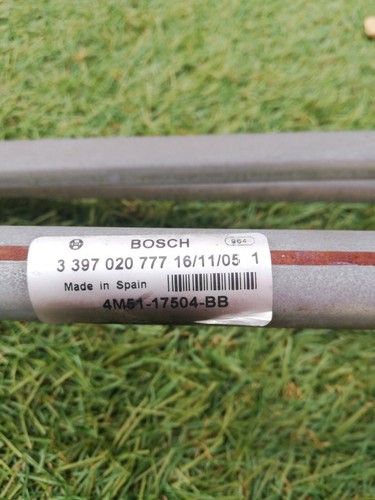 BOSCH 964
3 397 020 777 16/11/05 1
Made in Spain
4M51-17504-BB